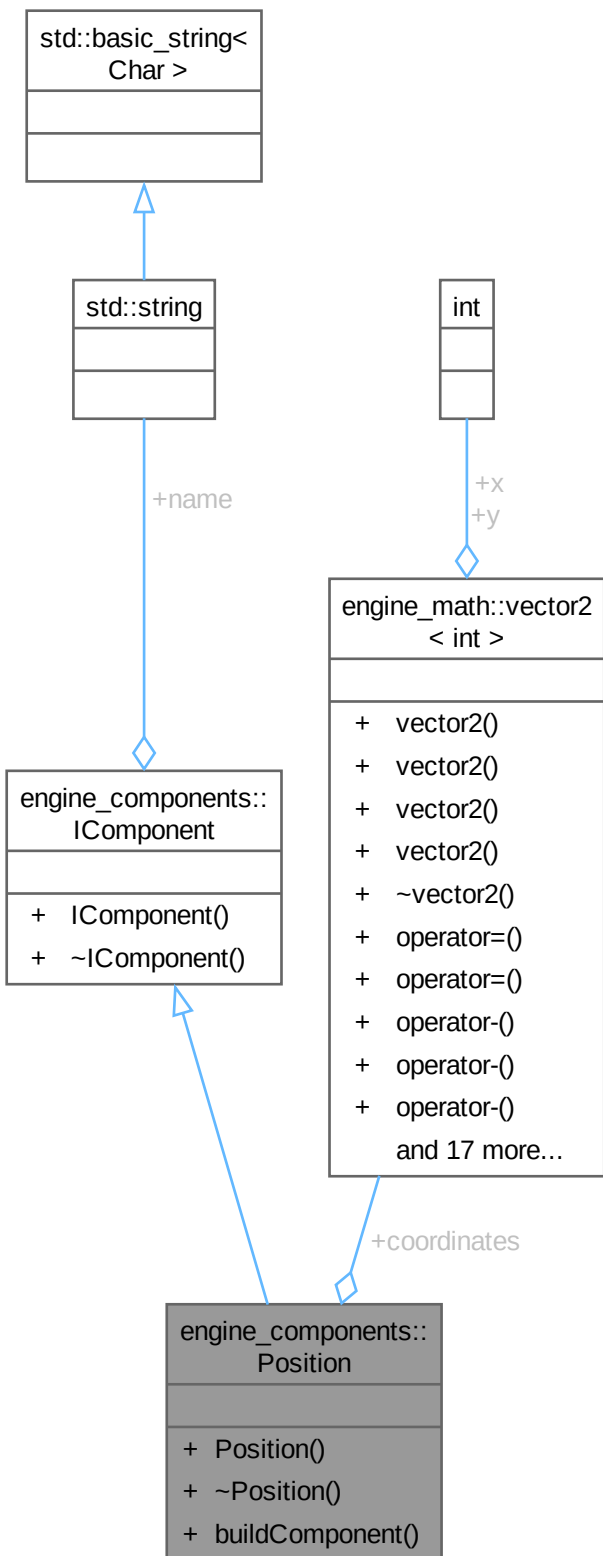 std::basic_string<
Char >
std::string
int
+name
+x
+y
engine_math::vector2
< int >
+ vector2()
+ vector2()
+ vector2()
+ vector2()
+ ~vector2()
+ operator=()
+ operator=()
+ operator-()
+ operator-()
+ operator-()
and 17 more...
engine_components::
IComponent
+ IComponent()
+ ~IComponent()
+coordinates
engine_components::
Position
+ Position()
+ ~Position()
+ buildComponent()